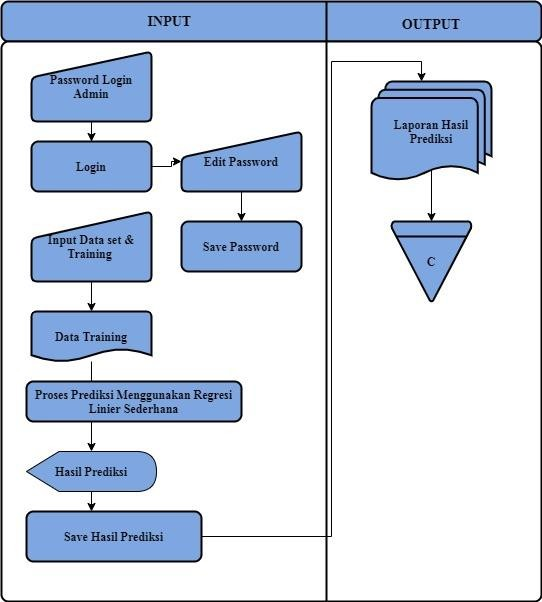 INPUT
OUTPUT
Password Login
Admin
Login
Edit Password
Save Password
Input Data set &
Training
Data Training
Proses Prediksi Menggunakan Regresi
Linier Sederhana
Hasil Prediksi
Save Hasil Prediksi
Laporan Hasil
Prediksi
C